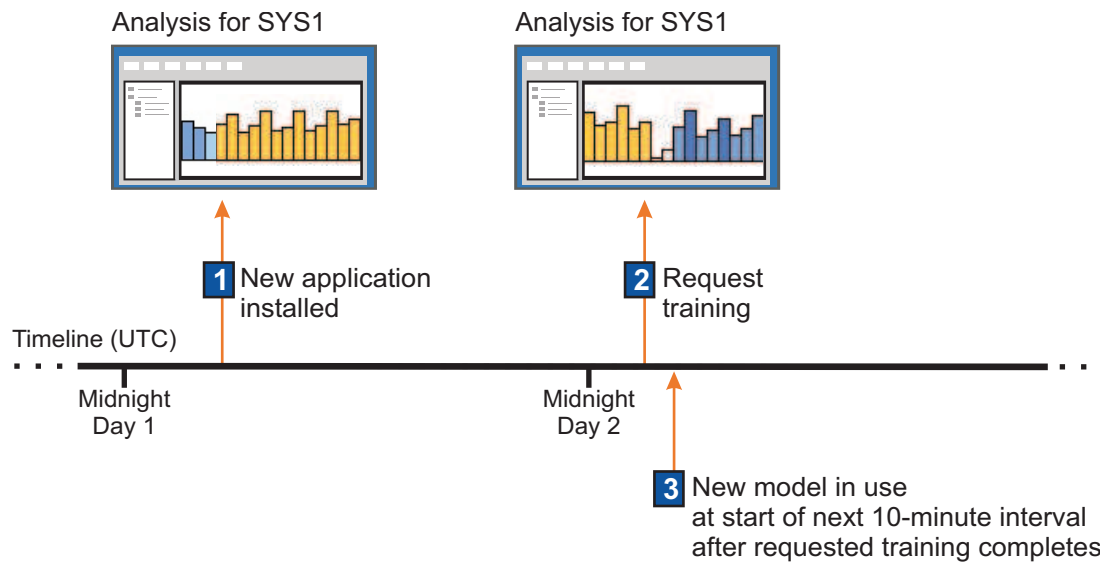 Analysis for SYS1
Analysis for SYS1
1 New application
installed
2 Request
training
Timeline (UTC)
Midnight
Day 1
Midnight
Day 2
3 New model in use
at start of next 10-minute interval
after requested training completes